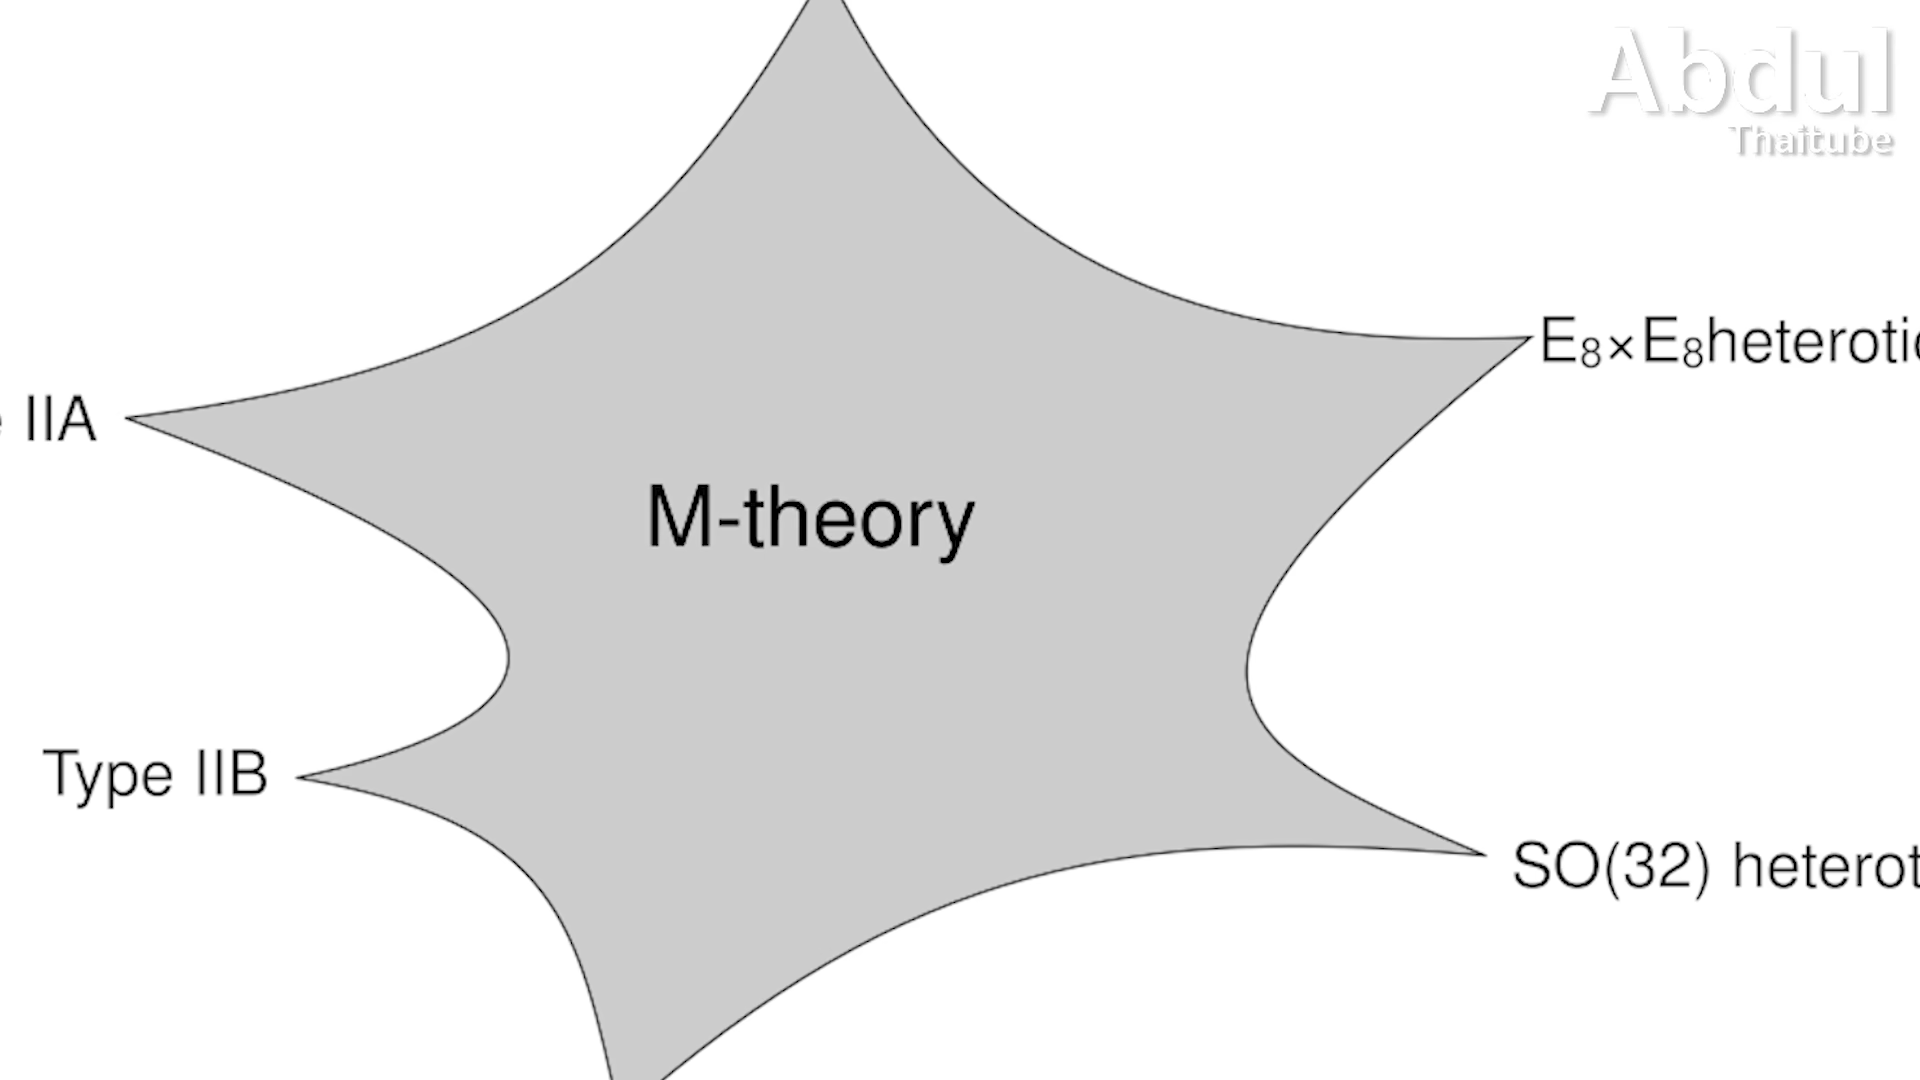 Abdul
Thaitube
E₈×E₈heterotic
IIA
M-theory
Type IIB
SO(32) heterot